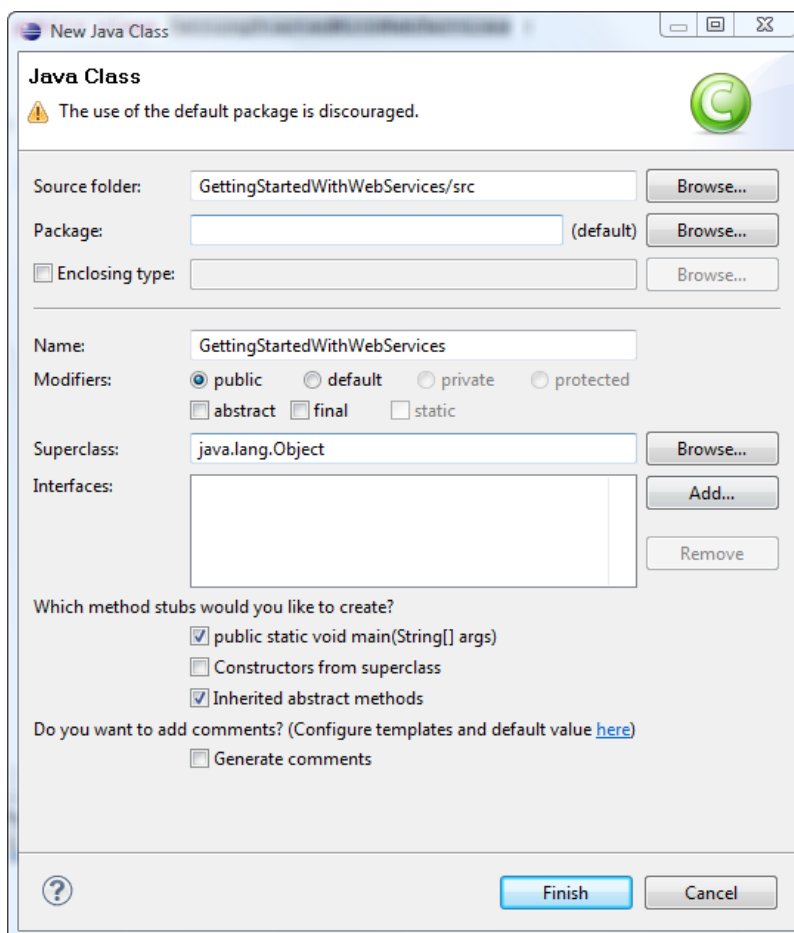 New Java Class
Java Class
The use of the default package is discouraged.
Source folder: GettingStartedWithWebServices/src Browse...
Package: (default) Browse...
Enclosing type: Browse...
Name: GettingStartedWithWebServices
Modifiers: public default private protected
abstract final static
Superclass: java.lang.Object Browse...
Interfaces: Add...
Remove
Which method stubs would you like to create?
public static void main(String[] args)
Constructors from superclass
Inherited abstract methods
Do you want to add comments? (Configure templates and default value here)
Generate comments
Finish Cancel